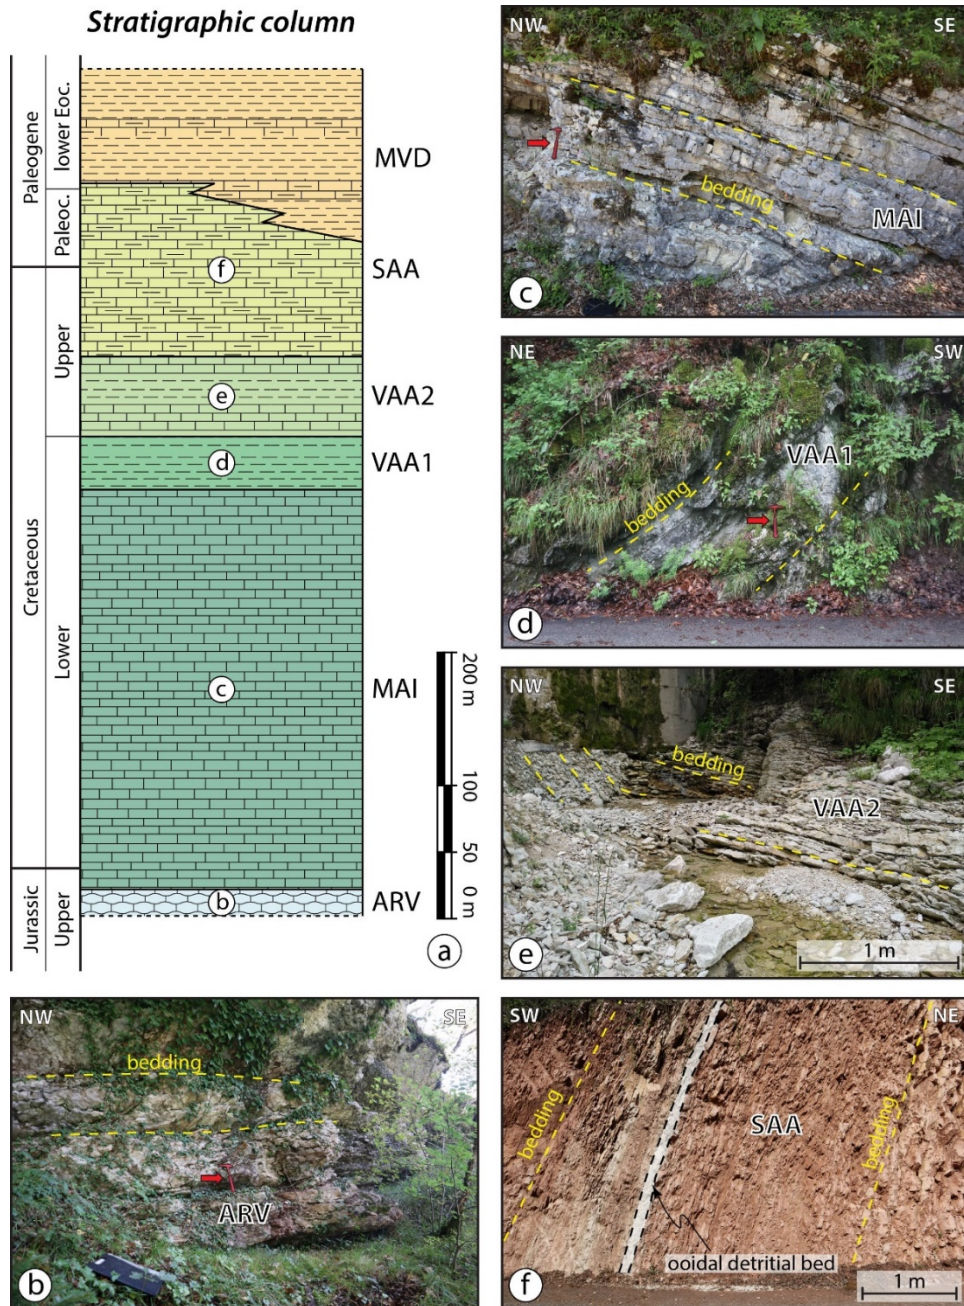 Stratigraphic column
Paleogene
lower Eoc.
Paleoc.
Cretaceous
Upper
Lower
Jurassic
Upper
MVD
SAA
VAA2
VAA1
MAI
ARV
f
e
d
c
b
200 m
100
50
0 m
a
NW SE
bedding
MAI
c
NE SW
bedding
VAA1
d
NW SE
bedding
VAA2
e
1 m
NW SE
bedding
ARV
b
SW NE
bedding
SAA
bedding
ooidal detritial bed
f
1 m